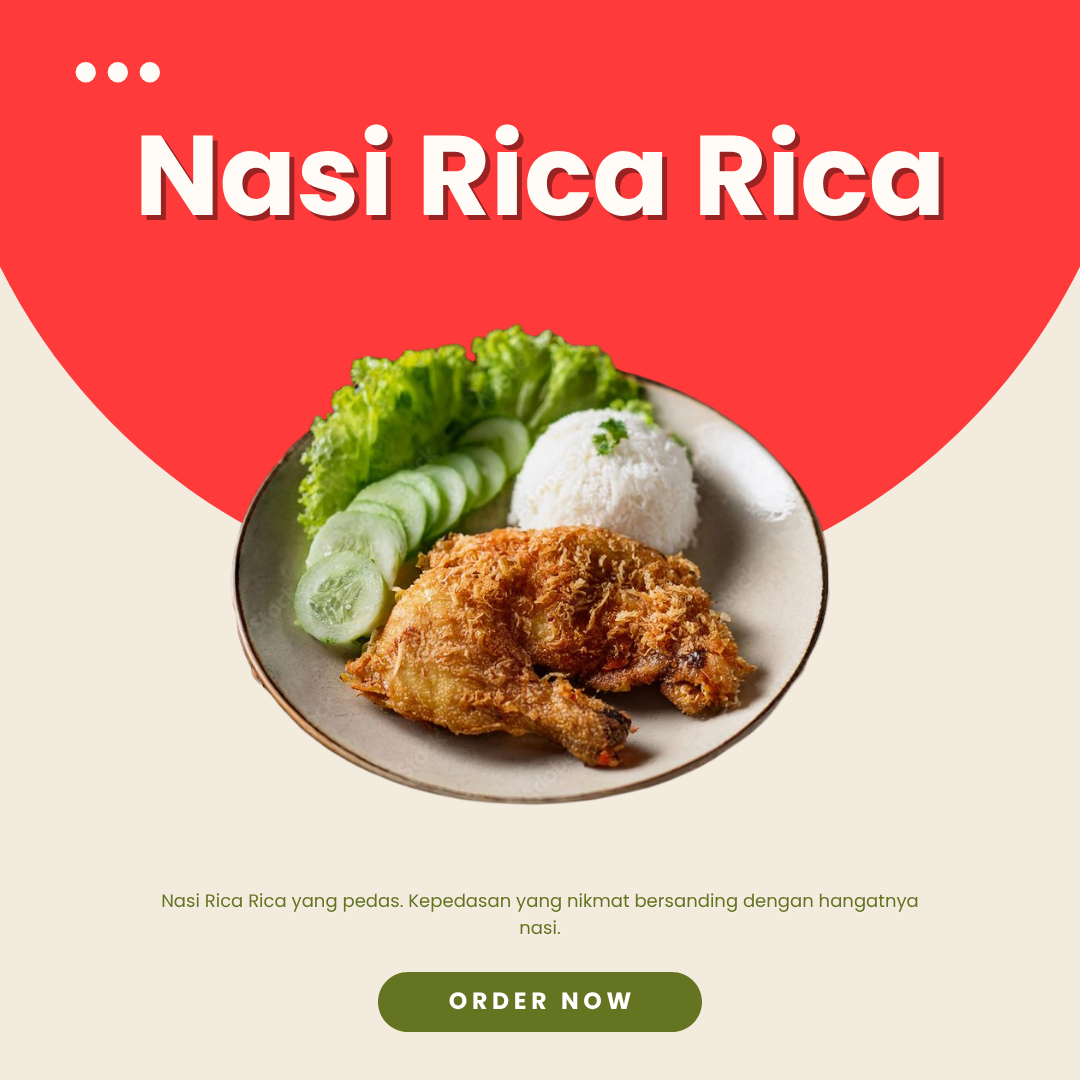 Nasi Rica Rica
Nasi Rica Rica yang pedas. Kepedasan yang nikmat bersanding dengan hangatnya
nasi.
ORDER NOW